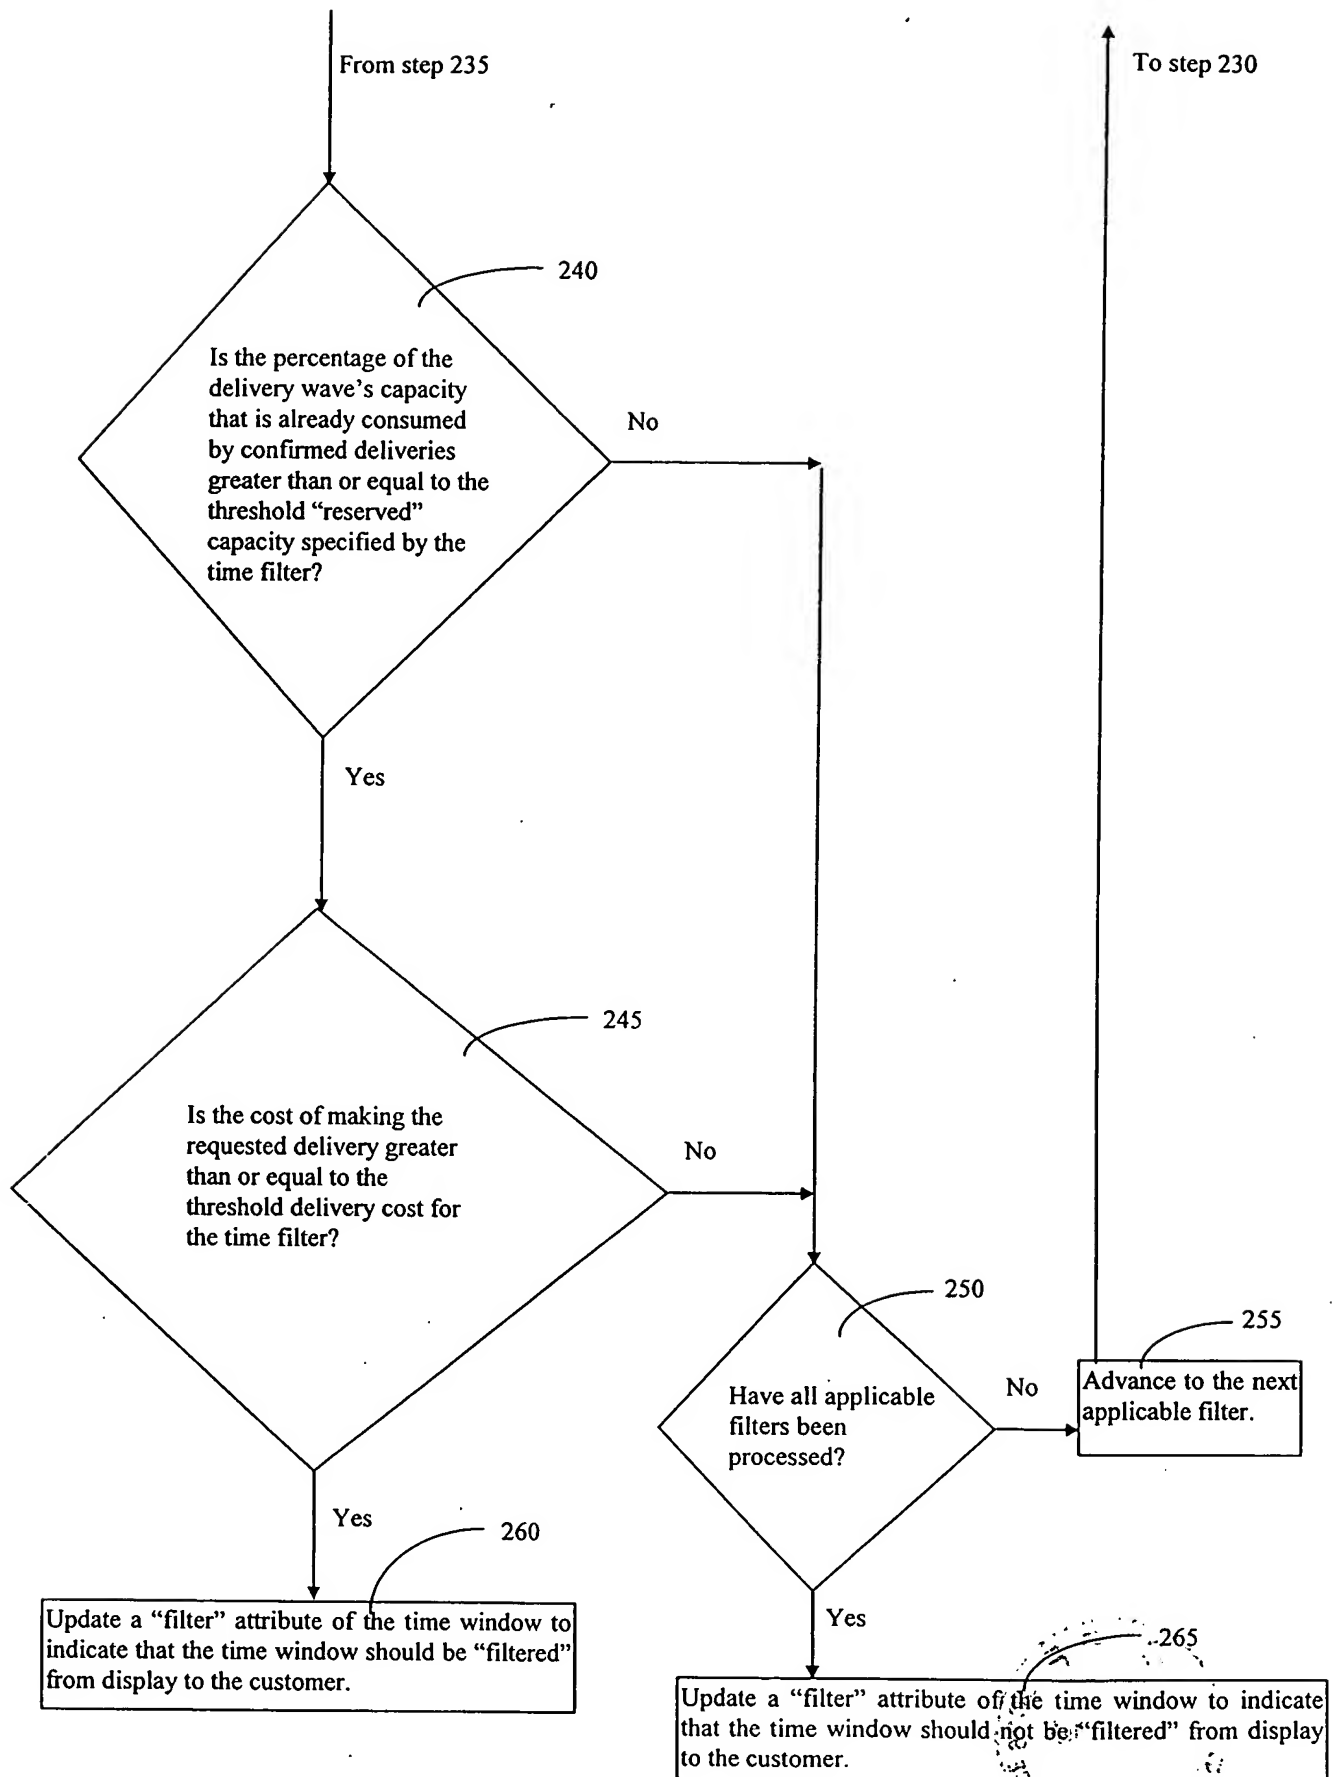 From step 235
To step 230
240
Is the percentage of the
delivery wave's capacity
that is already consumed
by confirmed deliveries
greater than or equal to the
threshold “reserved”
capacity specified by the
time filter?
No
Yes
245
Is the cost of making the
requested delivery greater
than or equal to the
threshold delivery cost for
the time filter?
No
250
255
Have all applicable
filters been
processed?
No
Advance to the next
applicable filter.
Yes
260
Update a “filter” attribute of the time window to
indicate that the time window should be “filtered”
from display to the customer.
Yes
265
Update a “filter” attribute of the time window to indicate
that the time window should not be “filtered” from display
to the customer.